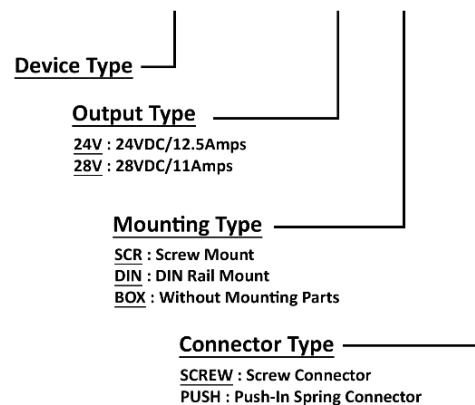 Device Type
Output Type
24V : 24VDC/12.5Amps
28V : 28VDC/11Amps
Mounting Type
SCR : Screw Mount
DIN : DIN Rail Mount
BOX : Without Mounting Parts
Connector Type
SCREW : Screw Connector
PUSH : Push-In Spring Connector